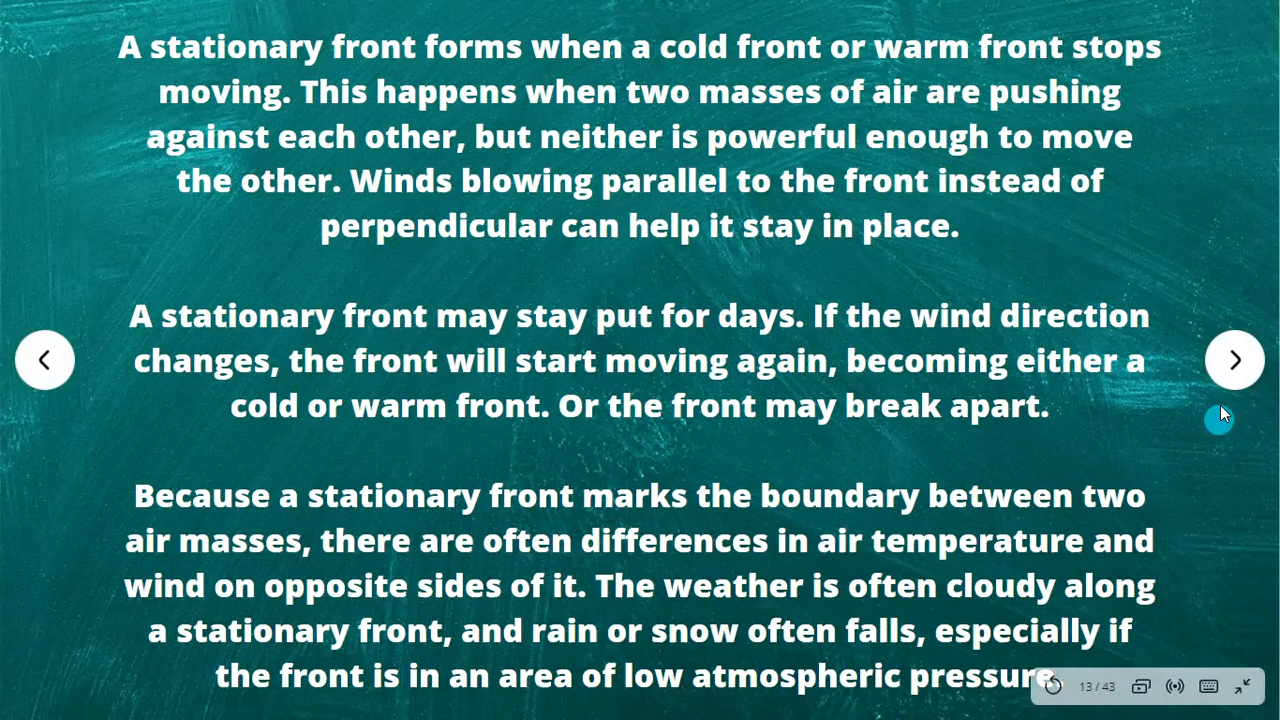 A stationary front forms when a cold front or warm front stops
moving. This happens when two masses of air are pushing
against each other, but neither is powerful enough to move
the other. Winds blowing parallel to the front instead of
perpendicular can help it stay in place.
A stationary front may stay put for days. If the wind direction
changes, the front will start moving again, becoming either a
cold or warm front. Or the front may break apart.
Because a stationary front marks the boundary between two
air masses, there are often differences in air temperature and
wind on opposite sides of it. The weather is often cloudy along
a stationary front, and rain or snow often falls, especially if
the front is in an area of low atmospheric pressure.
13 / 43